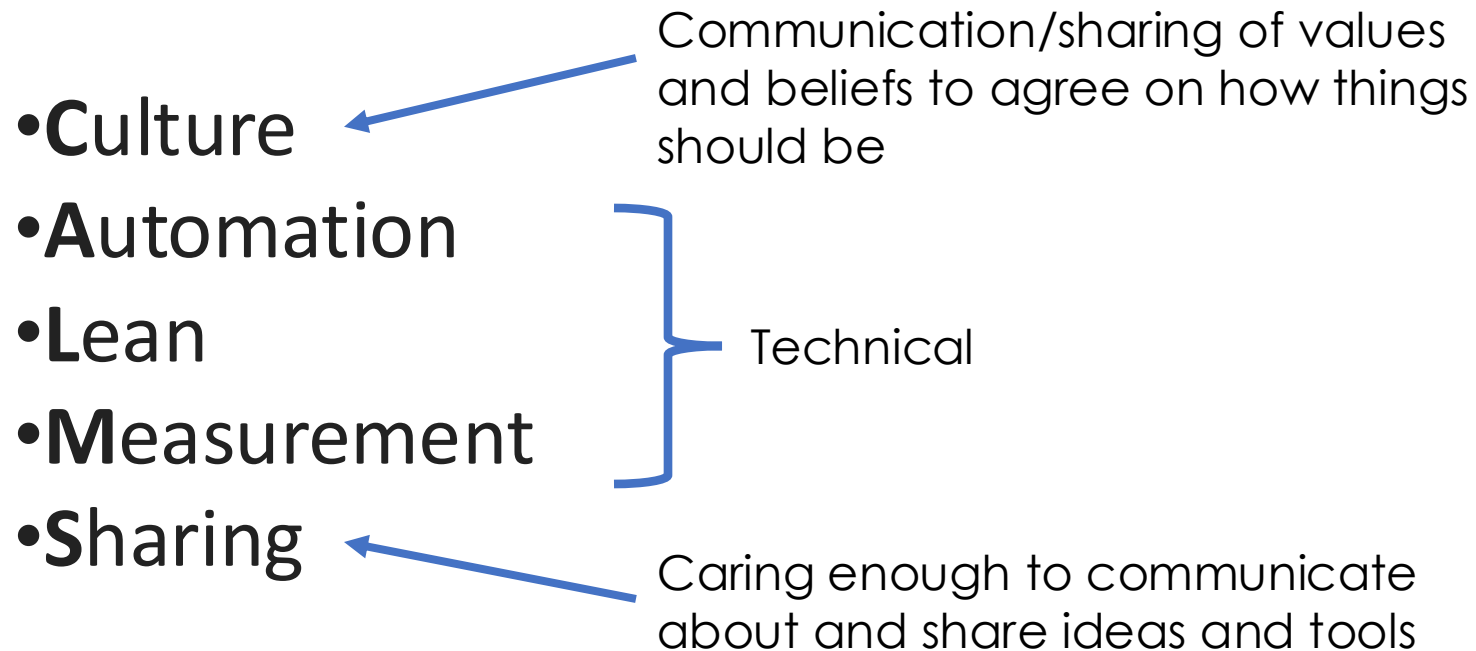 Communication/sharing of values
and beliefs to agree on how things
should be
•Culture
•Automation
•Lean
Technical
•Measurement
•Sharing
Caring enough to communicate
about and share ideas and tools